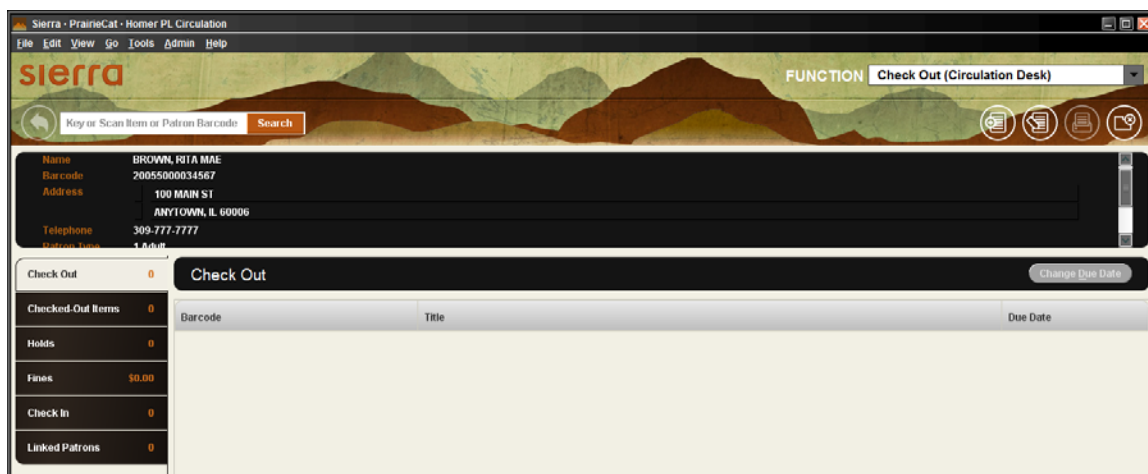 Sierra · PrairieCat · Homer PL Circulation
File Edit View Go Tools Admin Help
sierra
FUNCTION Check Out (Circulation Desk)
Key or Scan Item or Patron Barcode Search
Name BROWN, RITA MAE
Barcode 20055000034567
Address 100 MAIN ST
ANYTOWN, IL 60006
Telephone 309-777-7777
Patron Type 1 Adult
Check Out 0 Check Out Change Due Date
Checked-Out Items 0 Barcode Title Due Date
Holds 0
Fines $0.00
Check In 0
Linked Patrons 0